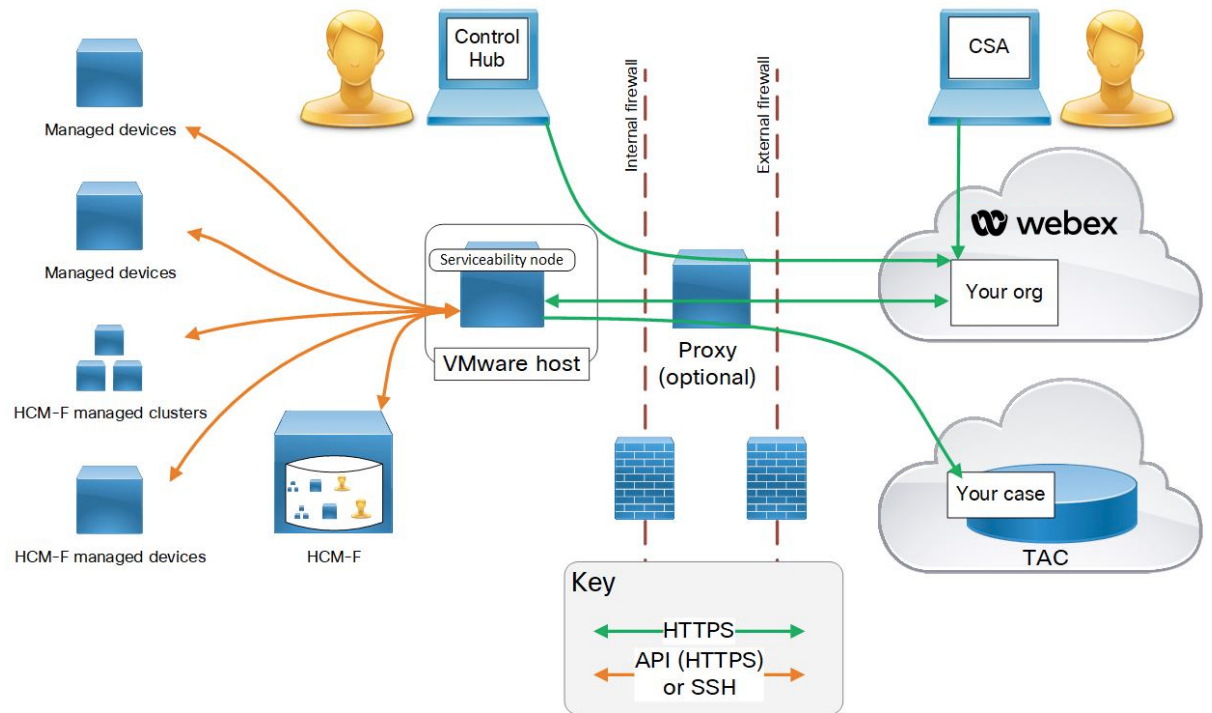 Control
Hub
CSA
Internal firewall
External firewall
Managed devices
Managed devices
webex
Your org
Serviceability node
VMware host
Proxy
(optional)
HCM-F managed clusters
HCM-F managed devices
HCM-F
Your case
TAC
Key
HTTPS
API (HTTPS)
or SSH